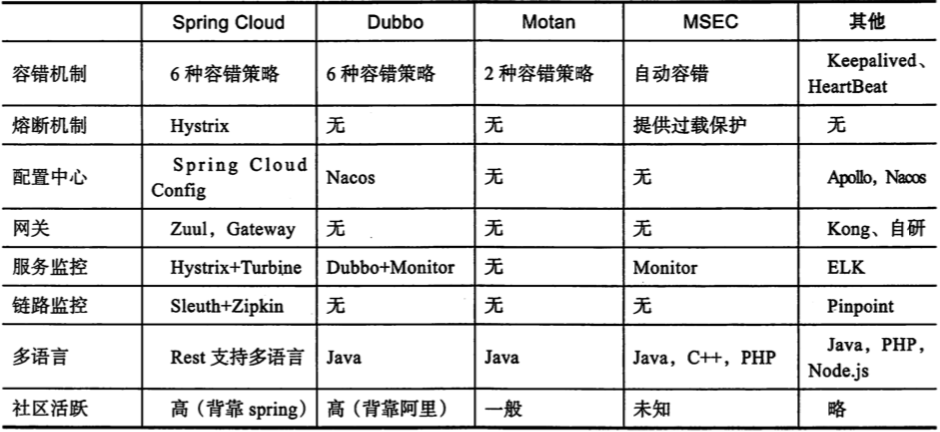 Spring Cloud Dubbo Motan MSEC 其他
容错机制 6 种容错策略 6 种容错策略 2 种容错策略 自动容错 Keepalived、
HeartBeat
熔断机制 Hystrix 无 无 提供过载保护 无
配置中心 Spring Cloud
Config Nacos 无 无 Apollo，Nacos
网关 Zuul，Gateway 无 无 无 Kong、自研
服务监控 Hystrix+Turbine Dubbo+Monitor 无 Monitor ELK
链路监控 Sleuth+Zipkin 无 无 无 Pinpoint
多语言 Rest 支持多语言 Java Java Java，C++，PHP Java，PHP，
Node.js
社区活跃 高（背靠 spring） 高（背靠阿里） 一般 未知 略